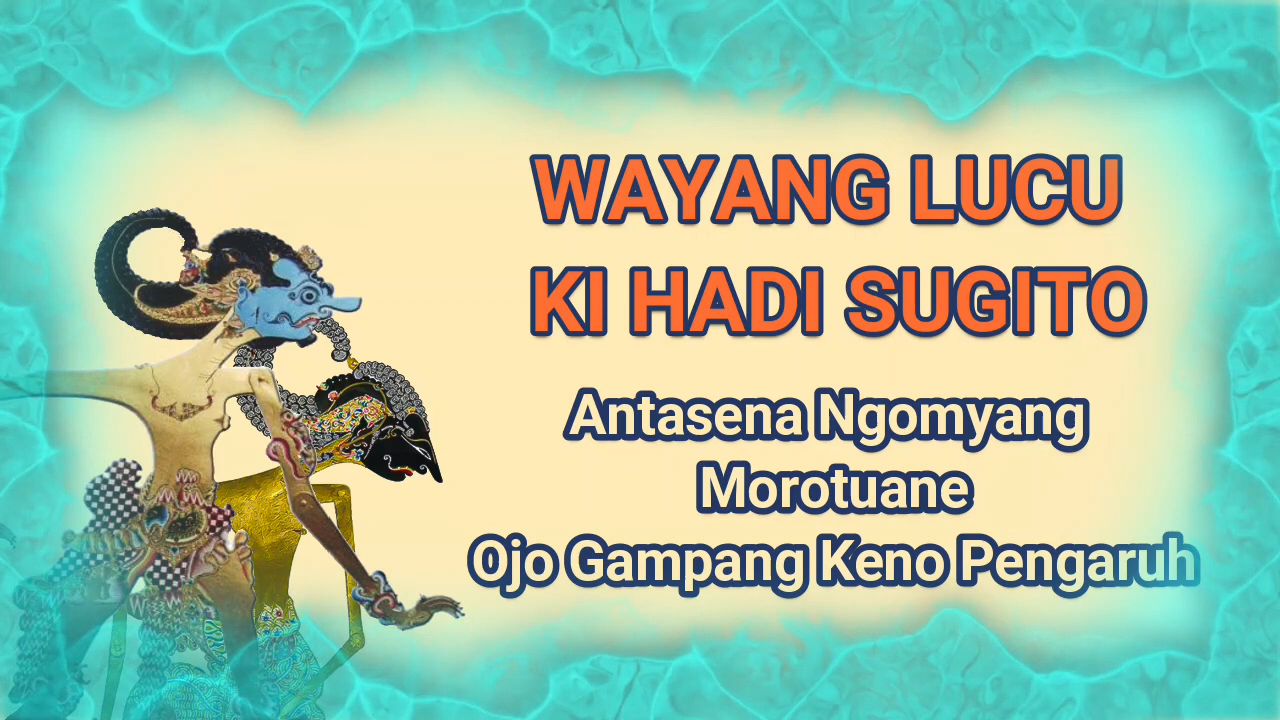 WAYANG LUCU
KI HADI SUGITO
Antasena Ngomyang
Morotuane
Ojo Gampang Keno Pengaruh